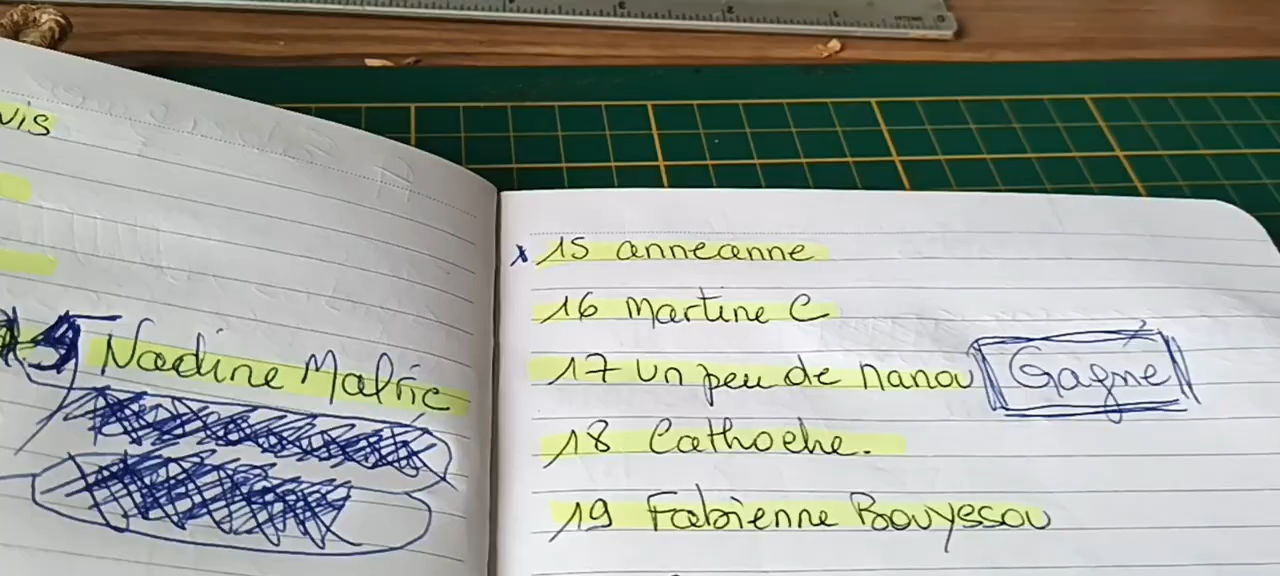 vis
Nadine Malric
x 15 anneanne
16 Martine C
17 un peu de nanou Gagne
18 Cathoche.
19 Fabienne Bouyssou